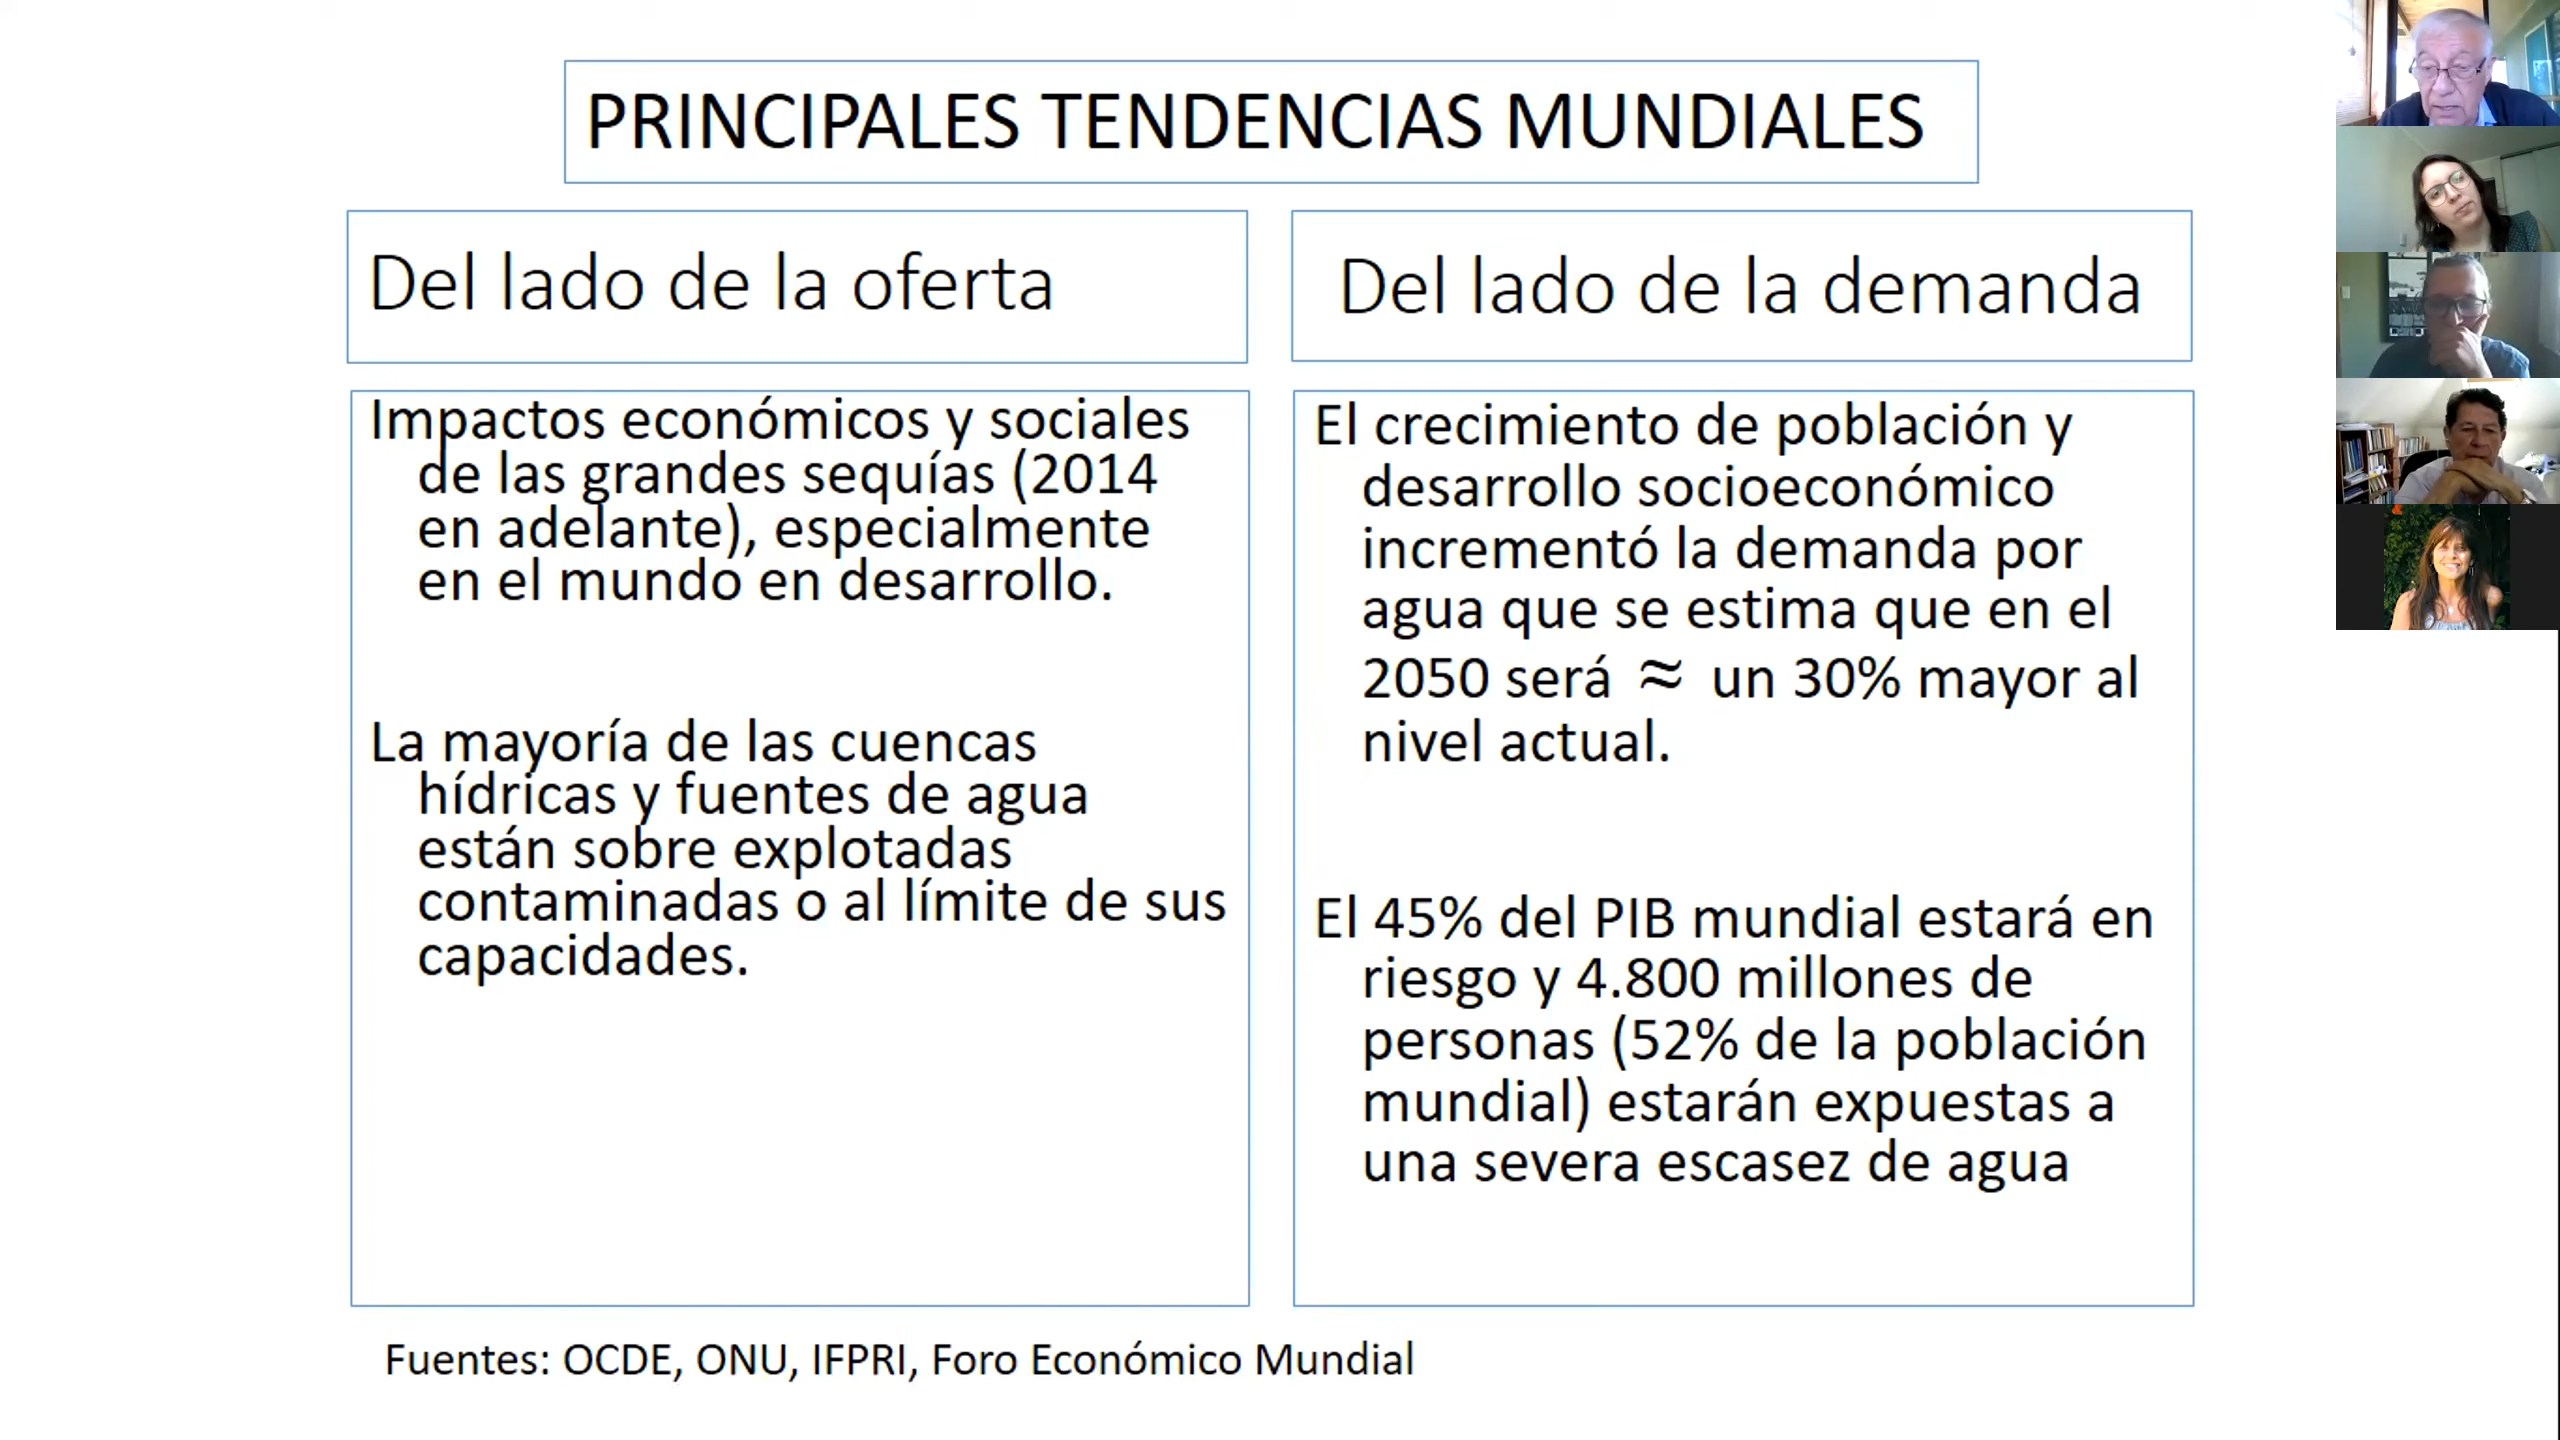 PRINCIPALES TENDENCIAS MUNDIALES
Del lado de la oferta
Impactos económicos y sociales
de las grandes sequías (2014
en adelante), especialmente
en el mundo en desarrollo.
La mayoría de las cuencas
hídricas y fuentes de agua
están sobre explotadas
contaminadas o al límite de sus
capacidades.
Del lado de la demanda
El crecimiento de población y
desarrollo socioeconómico
incrementó la demanda por
agua que se estima que en el
2050 será ≈ un 30% mayor al
nivel actual.
El 45% del PIB mundial estará en
riesgo y 4.800 millones de
personas (52% de la población
mundial) estarán expuestas a
una severa escasez de agua
Fuentes: OCDE, ONU, IFPRI, Foro Económico Mundial